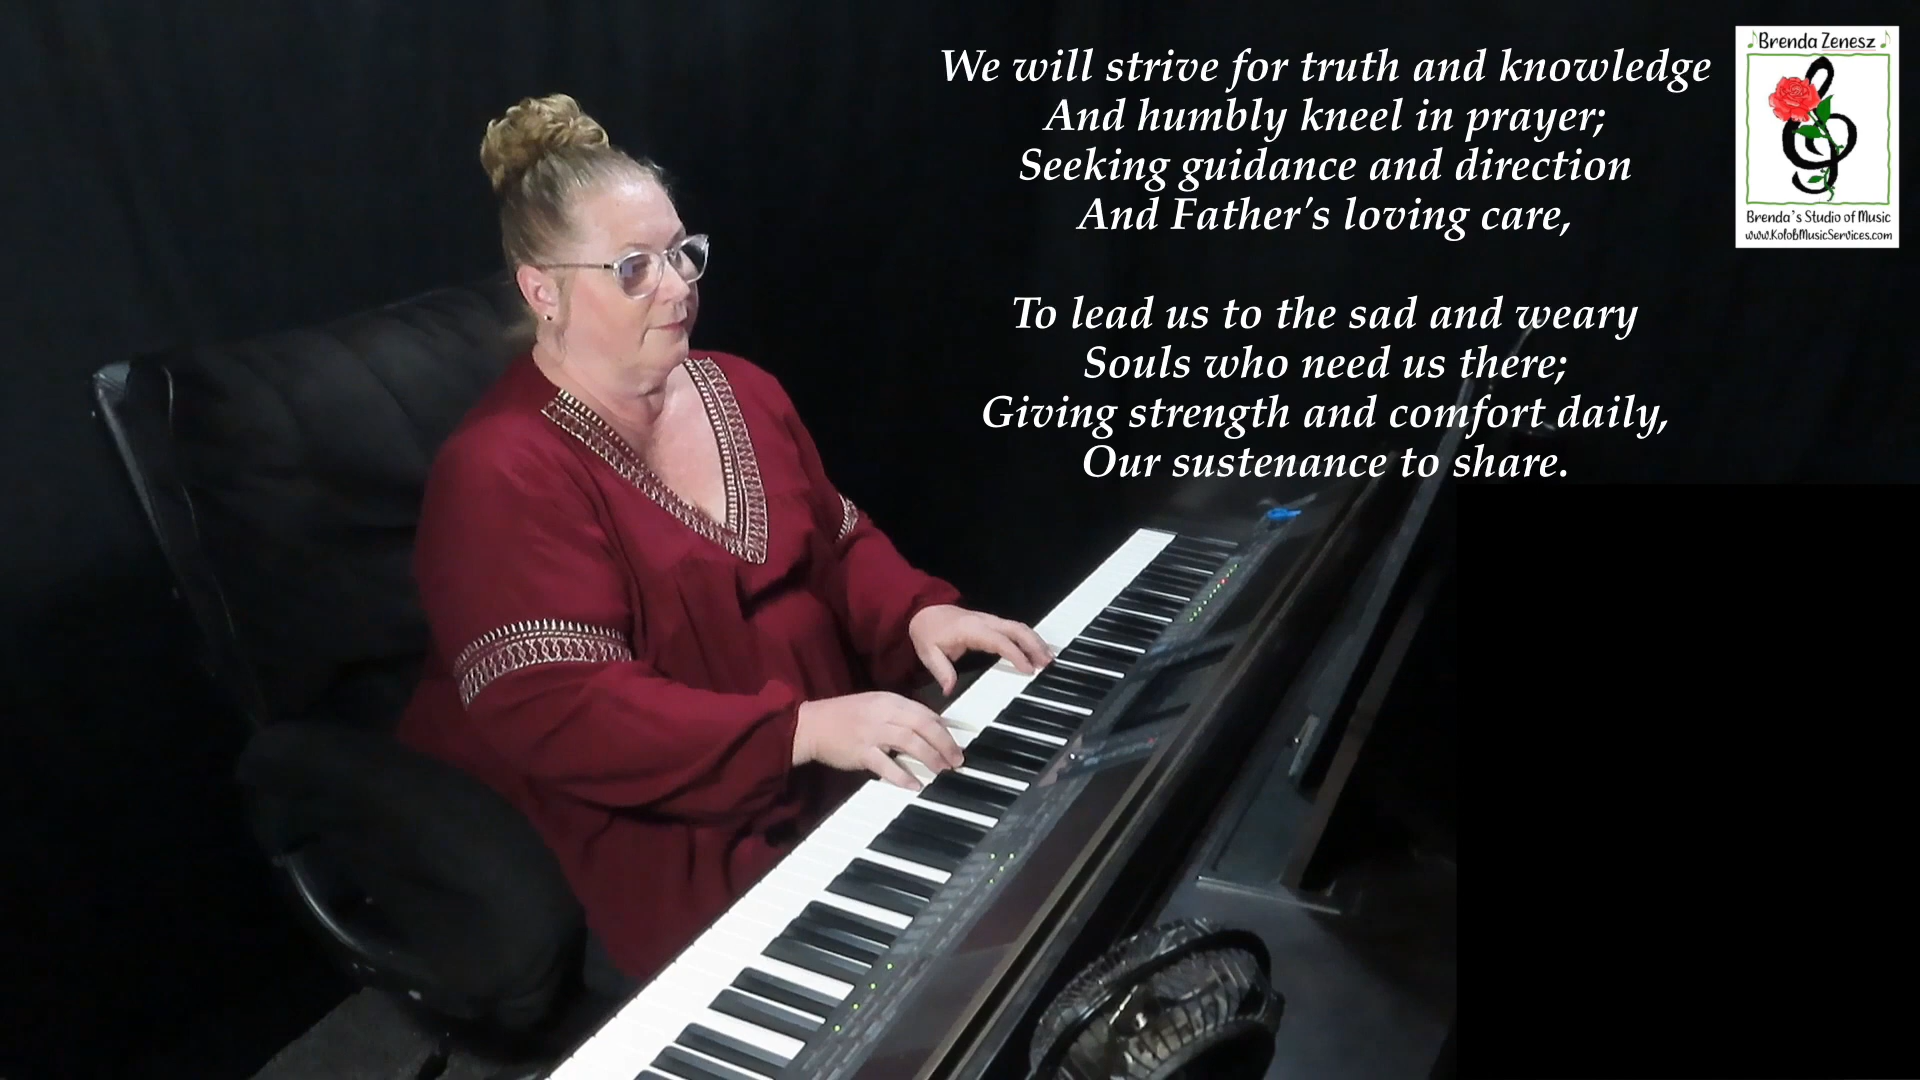 We will strive for truth and knowledge
And humbly kneel in prayer;
Seeking guidance and direction
And Father's loving care,
To lead us to the sad and weary
Souls who need us there;
Giving strength and comfort daily,
Our sustenance to share.
Brenda Zenesz
Brenda's Studio of Music
www.KolobMusicServices.com